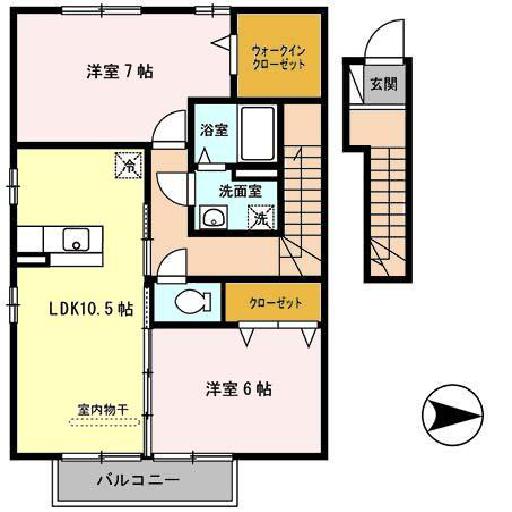 洋室7帖
ウォークイン
クローゼット
玄関
浴室
冷
洗面室
洗
LDK10.5帖
クローゼット
洋室6帖
室内物干
バルコニー